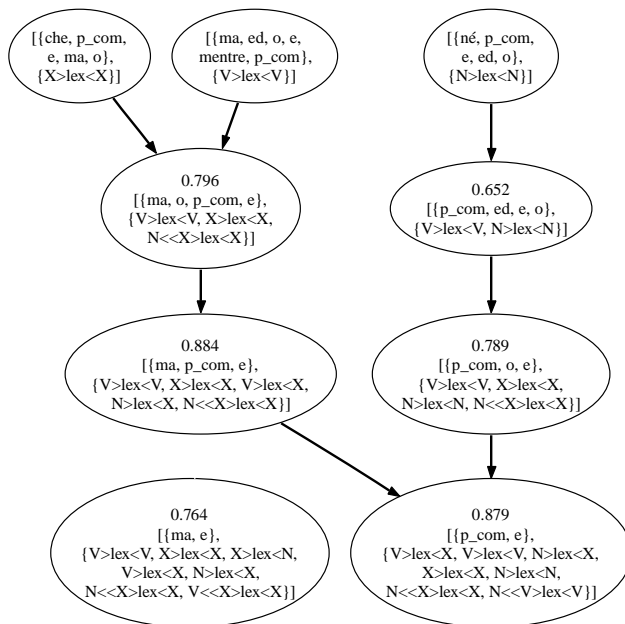 [{che, p_com,
e, ma, o},
{X>lex<X}]
[{ma, ed, o, e,
mentre, p_com},
{V>lex<V}]
[{né, p_com,
e, ed, o},
{N>lex<N}]
0.796
[{ma, o, p_com, e},
{V>lex<V, X>lex<X,
N<<X>lex<X}]
0.652
[{p_com, ed, e, o},
{V>lex<V, N>lex<N}]
0.884
[{ma, p_com, e},
{V>lex<V, X>lex<X, V>lex<X,
N>lex<X, N<<X>lex<X}]
0.789
[{p_com, o, e},
{V>lex<V, X>lex<X,
N>lex<N, N<<X>lex<X}]
0.764
[{ma, e},
{V>lex<V, X>lex<X, X>lex<N,
V>lex<X, N>lex<X,
N<<X>lex<X, V<<X>lex<X}]
0.879
[{p_com, e},
{V>lex<X, V>lex<V, N>lex<X,
X>lex<X, N>lex<N,
N<<X>lex<X, N<<V>lex<V}]